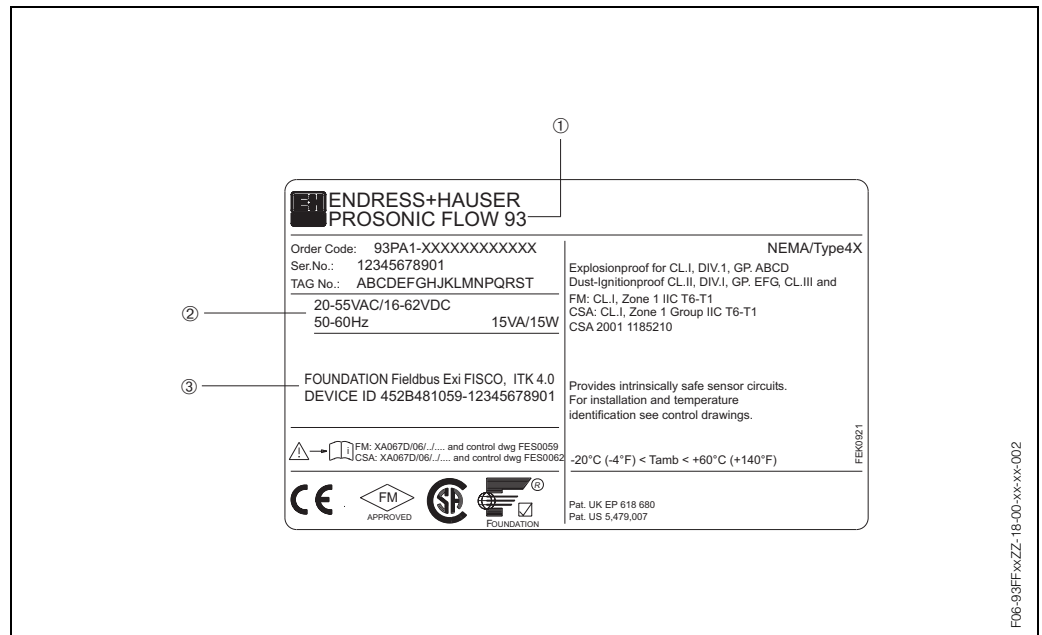 ①
ENDRESS+HAUSER
PROSONIC FLOW 93
Order Code: 93PA1-XXXXXXXXXXXX
Ser.No.: 12345678901
TAG No.: ABCDEFGHJKLMNPQRST
②
20-55VAC/16-62VDC
50-60Hz 15VA/15W
③
FOUNDATION Fieldbus Exi FISCO, ITK 4.0
DEVICE ID 452B481059-12345678901
i
FM: XA067D/06/../.... and control dwg FES0059
CSA: XA067D/06/../.... and control dwg FES0062
CE
FM
APPROVED
SA
®
FOUNDATION
NEMA/Type4X
Explosionproof for CL.I, DIV.1, GP. ABCD
Dust-Ignitionproof CL.II, DIV.I, GP. EFG, CL.III and
FM: CL.I, Zone 1 IIC T6-T1
CSA: CL.I, Zone 1 Group IIC T6-T1
CSA 2001 1185210
Provides intrinsically safe sensor circuits.
For installation and temperature
identification see control drawings.
-20°C (-4°F) < Tamb < +60°C (+140°F)
FEK0921
Pat. UK EP 618 680
Pat. US 5,479,007
F06-93FFxxZZ-18-00-xx-xx-002